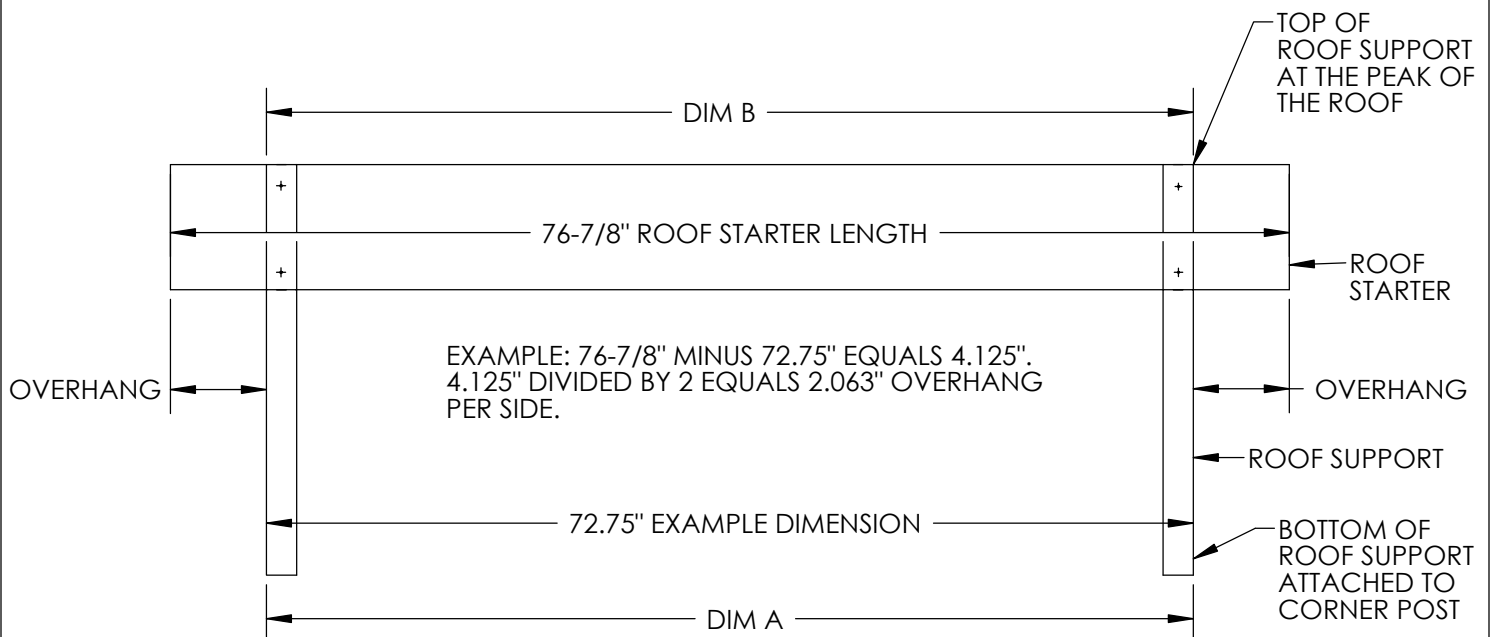 TOP OF
ROOF SUPPORT
AT THE PEAK OF
THE ROOF
DIM B
76-7/8" ROOF STARTER LENGTH
ROOF
STARTER
EXAMPLE: 76-7/8" MINUS 72.75" EQUALS 4.125".
4.125" DIVIDED BY 2 EQUALS 2.063" OVERHANG
PER SIDE.
OVERHANG
OVERHANG
ROOF SUPPORT
72.75" EXAMPLE DIMENSION
BOTTOM OF
ROOF SUPPORT
ATTACHED TO
CORNER POST
DIM A